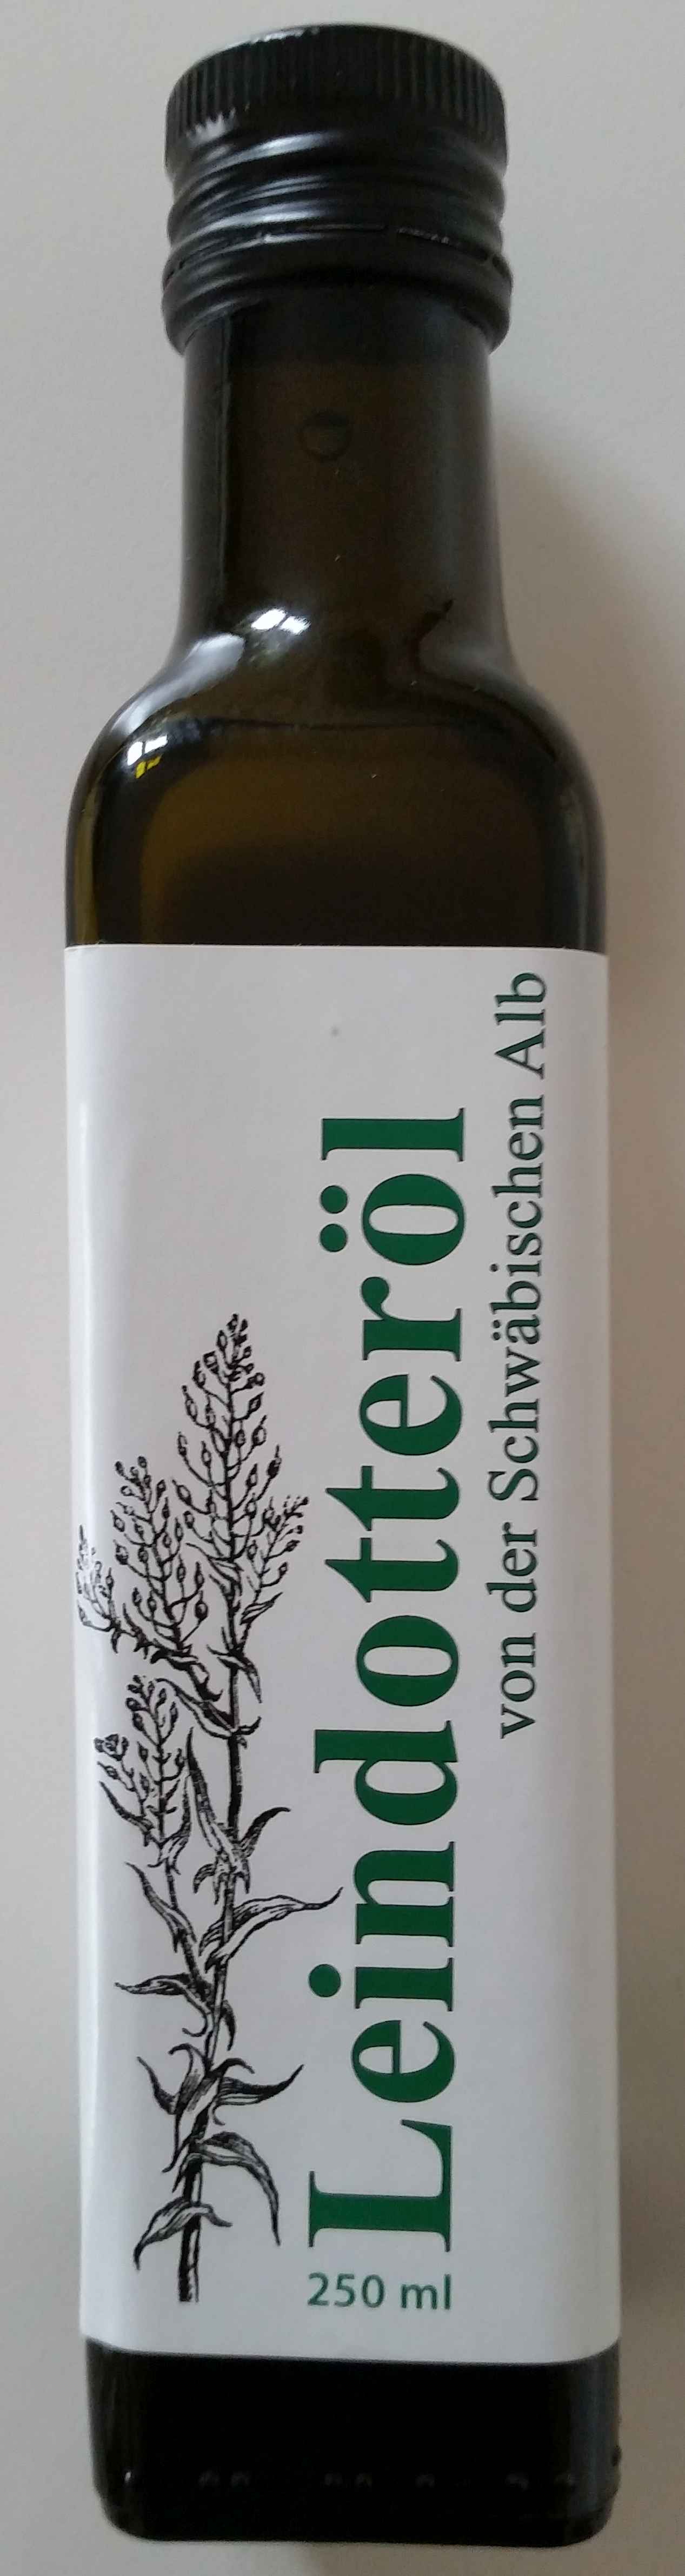 Leindotteröl
von der Schwäbischen Alb
250 ml